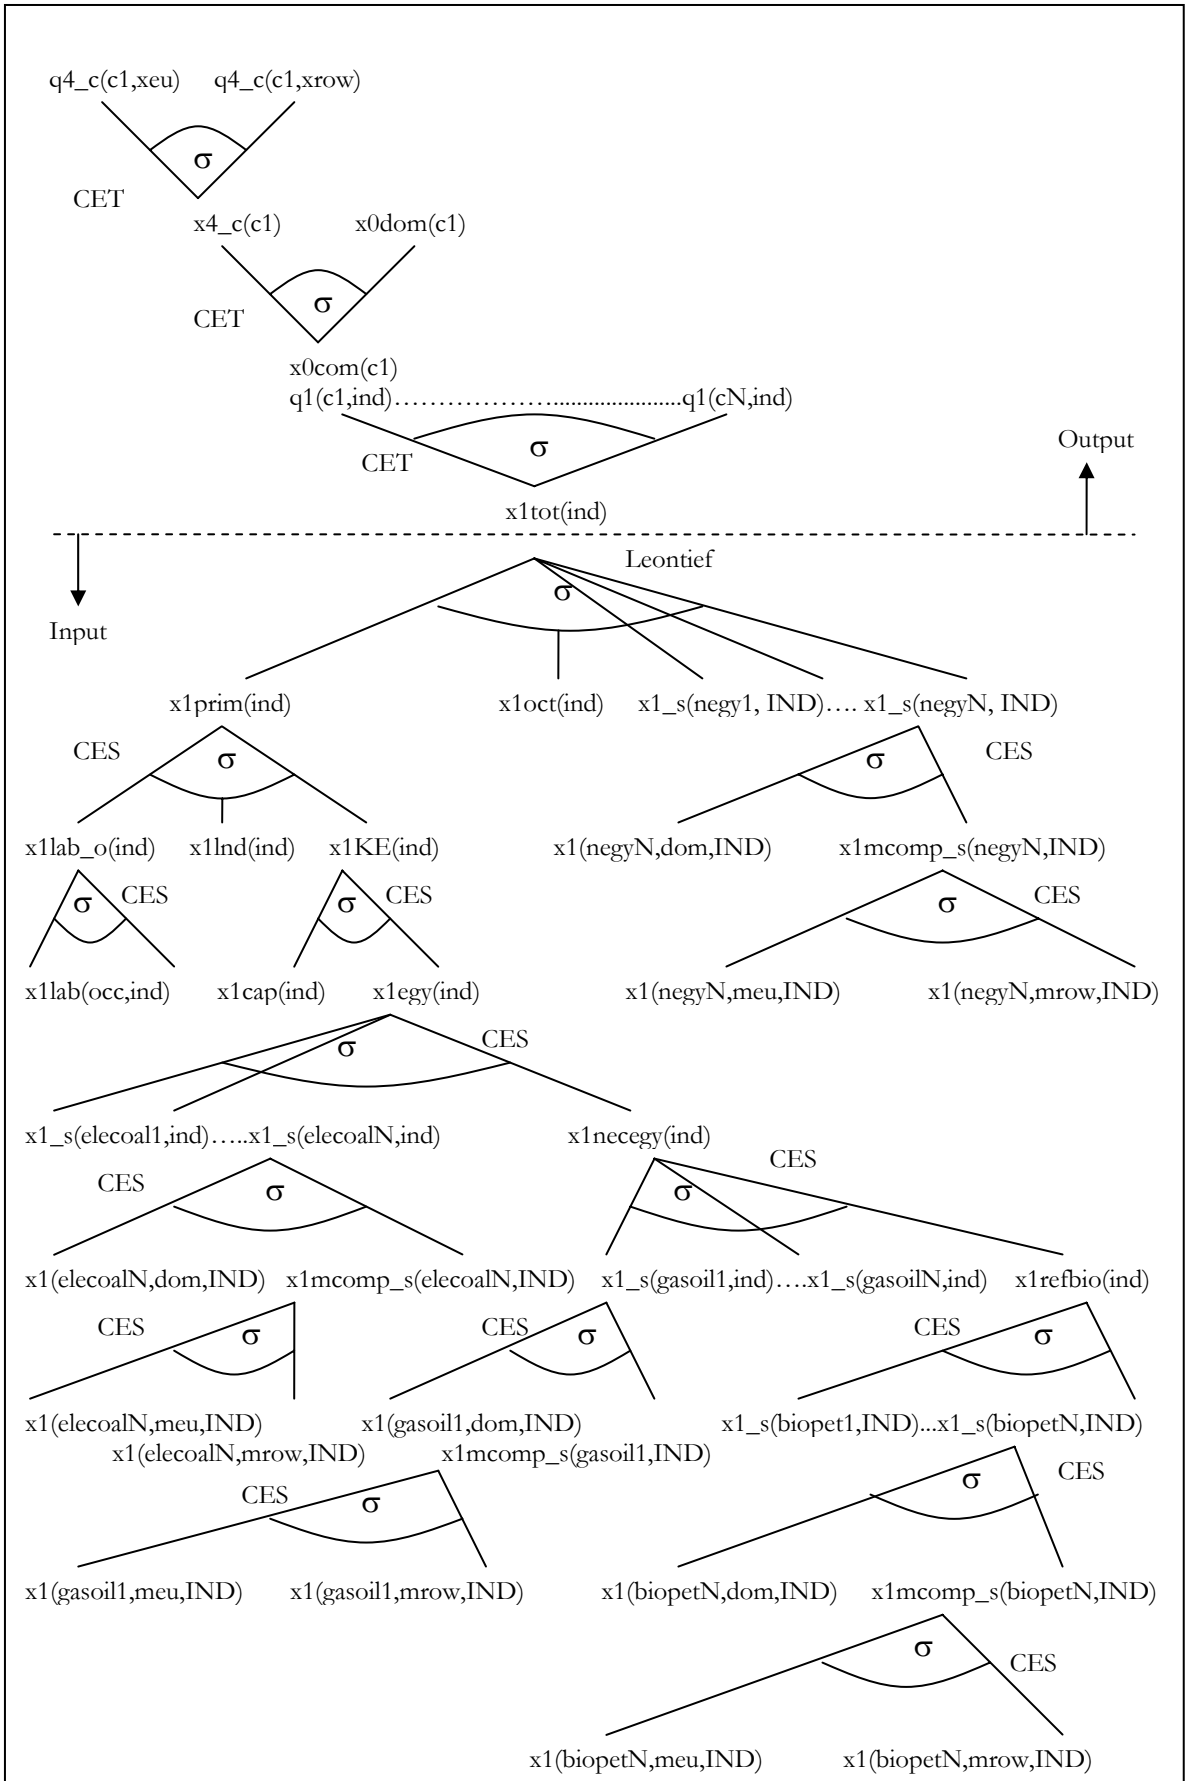 q4_c(c1,xeu) q4_c(c1,xrow)
σ
CET
x4_c(c1) x0dom(c1)
σ
CET
x0com(c1)
q1(c1,ind)…………………......................q1(cN,ind)
Output
σ
CET
x1tot(ind)
Leontief
σ
Input
x1prim(ind) x1oct(ind) x1_s(negy1, IND)…. x1_s(negyN, IND)
CES σ σ CES
x1lab_o(ind) x1lnd(ind) x1KE(ind) x1(negyN,dom,IND) x1mcomp_s(negyN,IND)
σ CES σ CES σ CES
x1lab(occ,ind) x1cap(ind) x1egy(ind) x1(negyN,meu,IND) x1(negyN,mrow,IND)
σ CES
x1_s(elecoal1,ind)…..x1_s(elecoalN,ind) x1necegy(ind)
CES σ σ CES
x1(elecoalN,dom,IND) x1mcomp_s(elecoalN,IND) x1_s(gasoil1,ind)….x1_s(gasoilN,ind) x1refbio(ind)
CES σ CES σ CES σ
x1(elecoalN,meu,IND) x1(gasoil1,dom,IND) x1_s(biopet1,IND)...x1_s(biopetN,IND)
x1(elecoalN,mrow,IND) x1mcomp_s(gasoil1,IND)
CES σ σ CES
x1(gasoil1,meu,IND) x1(gasoil1,mrow,IND) x1(biopetN,dom,IND) x1mcomp_s(biopetN,IND)
σ CES
x1(biopetN,meu,IND) x1(biopetN,mrow,IND)